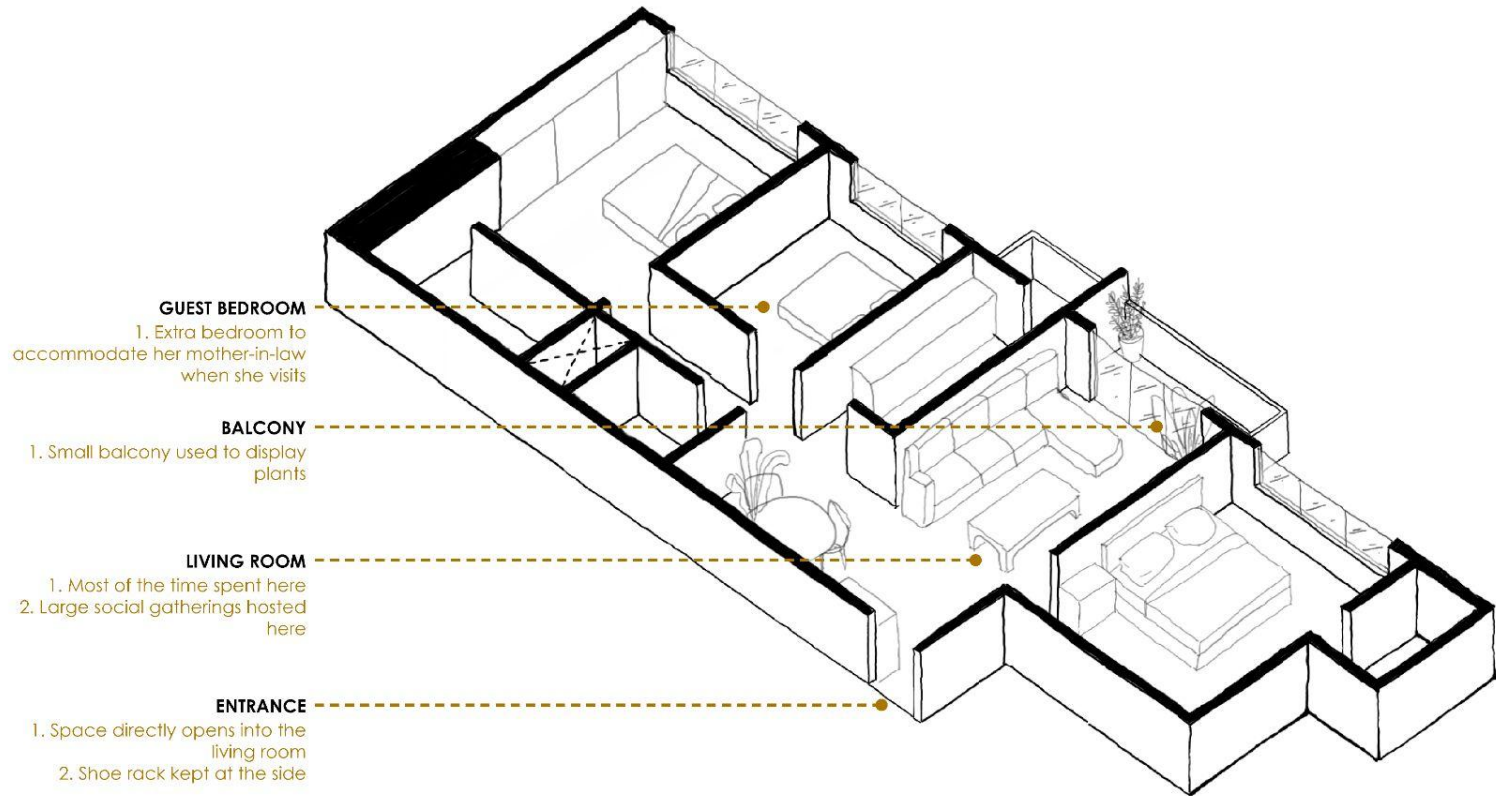 GUEST BEDROOM
1. Extra bedroom to
accommodate her mother-in-law
when she visits
BALCONY
1. Small balcony used to display
plants
LIVING ROOM
1. Most of the time spent here
2. Large social gatherings hosted
here
ENTRANCE
1. Space directly opens into the
living room
2. Shoe rack kept at the side